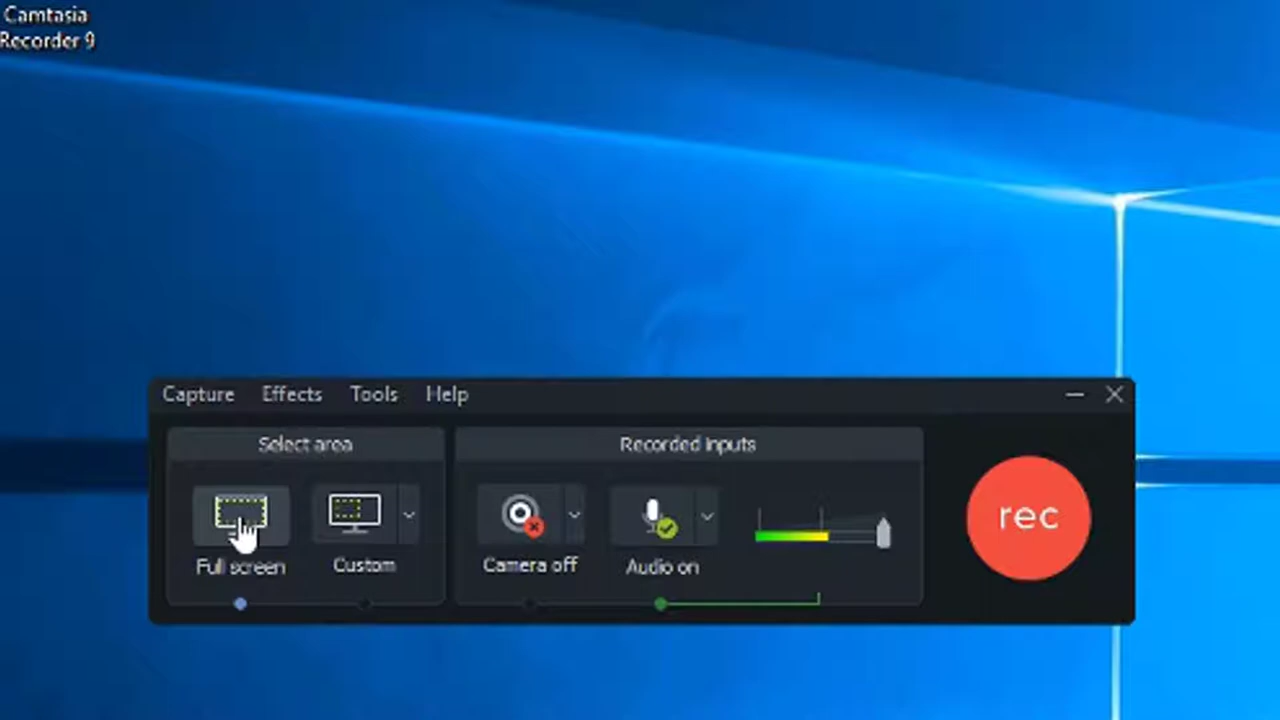 Camtasia
Recorder 9
Capture Effects Tools Help
Select area
Recorded inputs
rec
Full screen
Custom
Camera off
Audio on